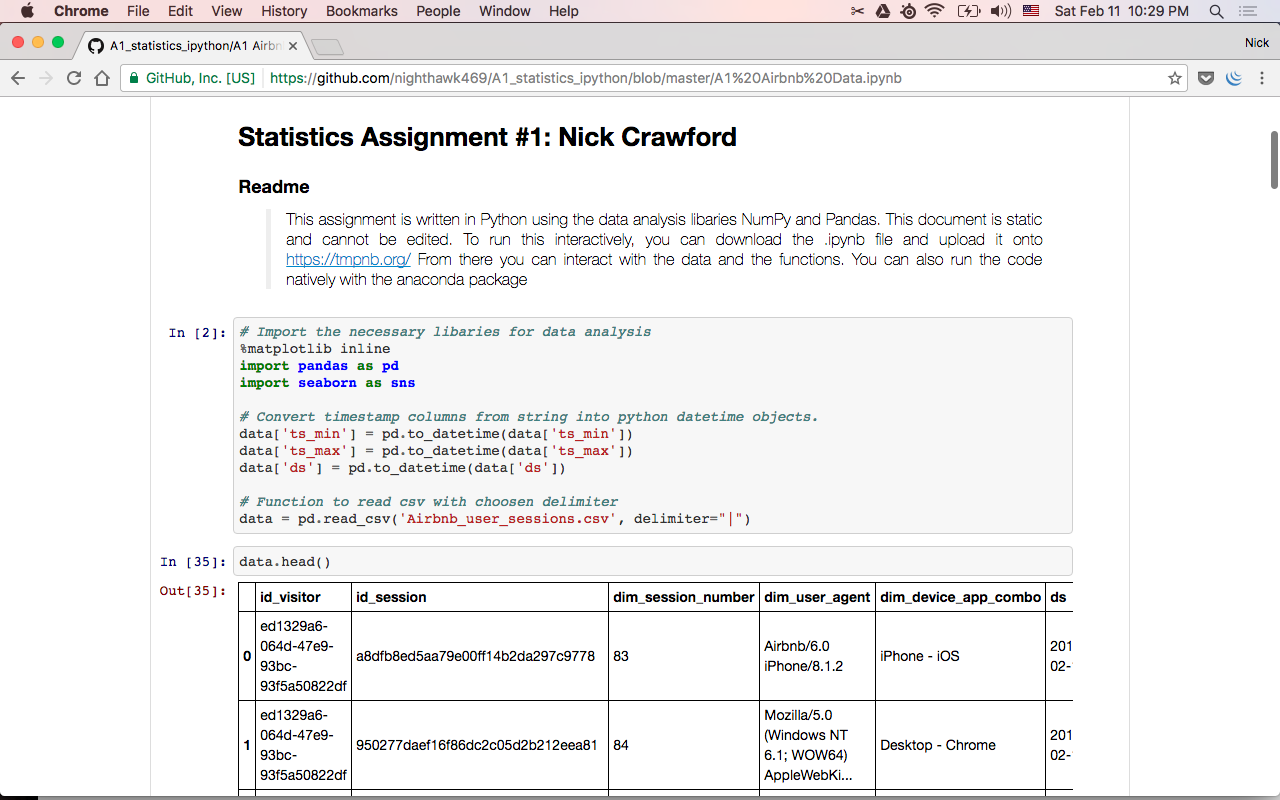 Chrome File Edit View History Bookmarks People Window Help Sat Feb 11 10:29 PM
A1_statistics_ipython/A1 Airbn Nick
GitHub, Inc. [US] https://github.com/nighthawk469/A1_statistics_ipython/blob/master/A1%20Airbnb%20Data.ipynb
Statistics Assignment #1: Nick Crawford
Readme
This assignment is written in Python using the data analysis libaries NumPy and Pandas. This document is static
and cannot be edited. To run this interactively, you can download the .ipynb file and upload it onto
https://tmpnb.org/ From there you can interact with the data and the functions. You can also run the code
natively with the anaconda package
In [2]: # Import the necessary libaries for data analysis
%matplotlib inline
import pandas as pd
import seaborn as sns
# Convert timestamp columns from string into python datetime objects.
data['ts_min'] = pd.to_datetime(data['ts_min'])
data['ts_max'] = pd.to_datetime(data['ts_max'])
data['ds'] = pd.to_datetime(data['ds'])
# Function to read csv with choosen delimiter
data = pd.read_csv('Airbnb_user_sessions.csv', delimiter="|")
In [35]: data.head()
Out[35]:
id_visitor id_session dim_session_number dim_user_agent dim_device_app_combo ds
0 ed1329a6-
064d-47e9-
93bc-
93f5a50822df a8dfb8ed5aa79e00ff14b2da297c9778 83 Airbnb/6.0
iPhone/8.1.2 iPhone - iOS 201
02-
1 ed1329a6-
064d-47e9-
93bc-
93f5a50822df 950277daef16f86dc2c05d2b212eea81 84 Mozilla/5.0
(Windows NT
6.1; WOW64)
AppleWebKi... Desktop - Chrome 201
02-